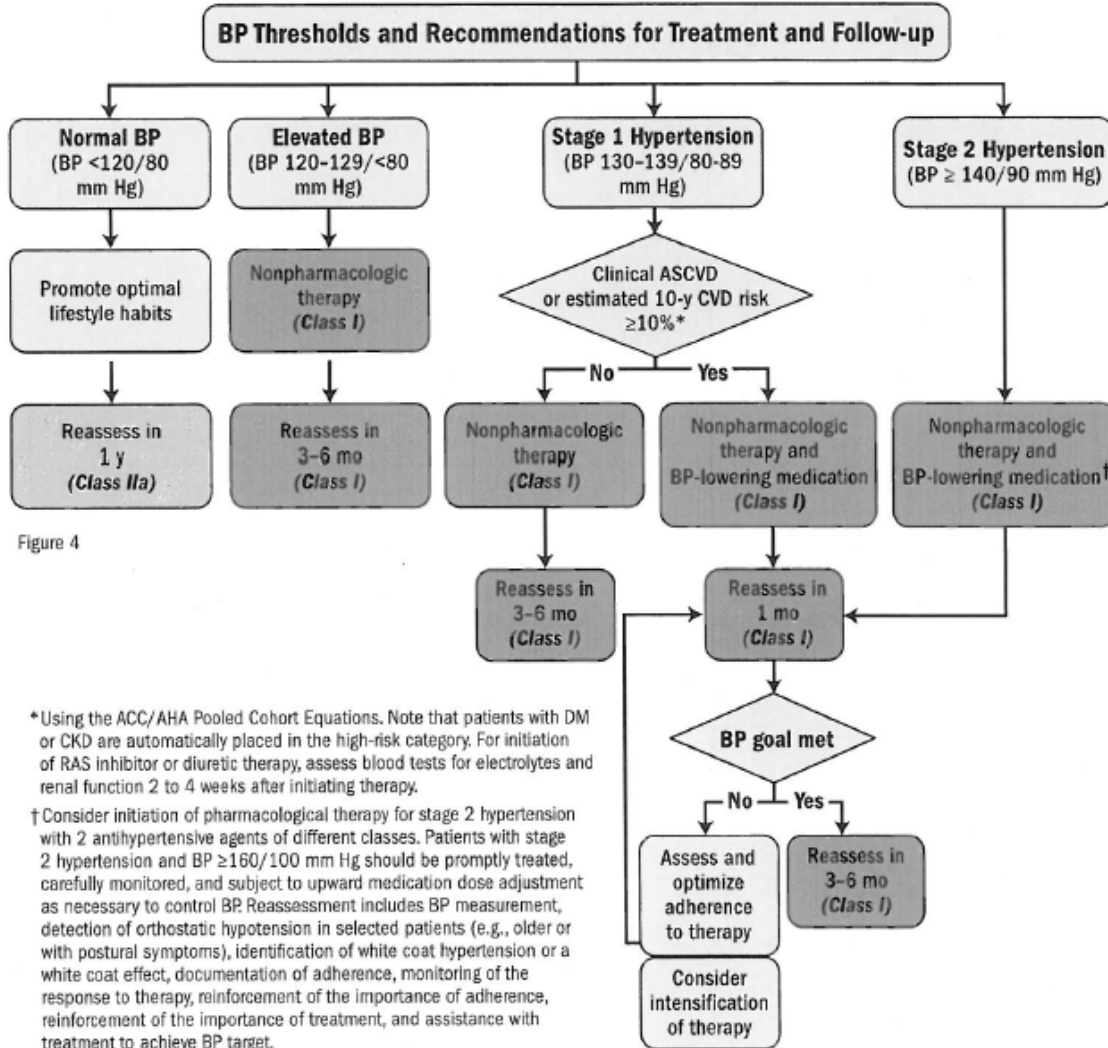 BP Thresholds and Recommendations for Treatment and Follow-up
Normal BP
(BP <120/80
mm Hg)
Elevated BP
(BP 120–129/<80
mm Hg)
Stage 1 Hypertension
(BP 130–139/80-89
mm Hg)
Stage 2 Hypertension
(BP ≥ 140/90 mm Hg)
Promote optimal
lifestyle habits
Nonpharmacologic
therapy
(Class I)
Clinical ASCVD
or estimated 10-y CVD risk
≥10%*
No
Yes
Reassess in
1 y
(Class IIa)
Reassess in
3–6 mo
(Class I)
Nonpharmacologic
therapy
(Class I)
Nonpharmacologic
therapy and
BP-lowering medication
(Class I)
Nonpharmacologic
therapy and
BP-lowering medication†
(Class I)
Figure 4
Reassess in
3–6 mo
(Class I)
Reassess in
1 mo
(Class I)
BP goal met
No
Yes
Assess and
optimize
adherence
to therapy
Reassess in
3–6 mo
(Class I)
Consider
intensification
of therapy
*Using the ACC/AHA Pooled Cohort Equations. Note that patients with DM
or CKD are automatically placed in the high-risk category. For initiation
of RAS inhibitor or diuretic therapy, assess blood tests for electrolytes and
renal function 2 to 4 weeks after initiating therapy.
†Consider initiation of pharmacological therapy for stage 2 hypertension
with 2 antihypertensive agents of different classes. Patients with stage
2 hypertension and BP ≥160/100 mm Hg should be promptly treated,
carefully monitored, and subject to upward medication dose adjustment
as necessary to control BP. Reassessment includes BP measurement,
detection of orthostatic hypotension in selected patients (e.g., older or
with postural symptoms), identification of white coat hypertension or a
white coat effect, documentation of adherence, monitoring of the
response to therapy, reinforcement of the importance of adherence,
reinforcement of the importance of treatment, and assistance with
treatment to achieve BP target.